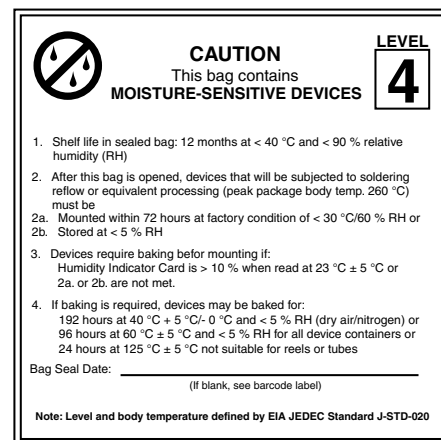 LEVEL
CAUTION
This bag contains
MOISTURE-SENSITIVE DEVICES
4
1. Shelf life in sealed bag: 12 months at < 40 °C and < 90 % relative
humidity (RH)
2. After this bag is opened, devices that will be subjected to soldering
reflow or equivalent processing (peak package body temp. 260 °C)
must be
2a. Mounted within 72 hours at factory condition of < 30 °C/60 % RH or
2b. Stored at < 5 % RH
3. Devices require baking befor mounting if:
Humidity Indicator Card is > 10 % when read at 23 °C ± 5 °C or
2a. or 2b. are not met.
4. If baking is required, devices may be baked for:
192 hours at 40 °C + 5 °C/- 0 °C and < 5 % RH (dry air/nitrogen) or
96 hours at 60 °C ± 5 °C and < 5 % RH for all device containers or
24 hours at 125 °C ± 5 °C not suitable for reels or tubes
Bag Seal Date:
(If blank, see barcode label)
Note: Level and body temperature defined by EIA JEDEC Standard J-STD-020